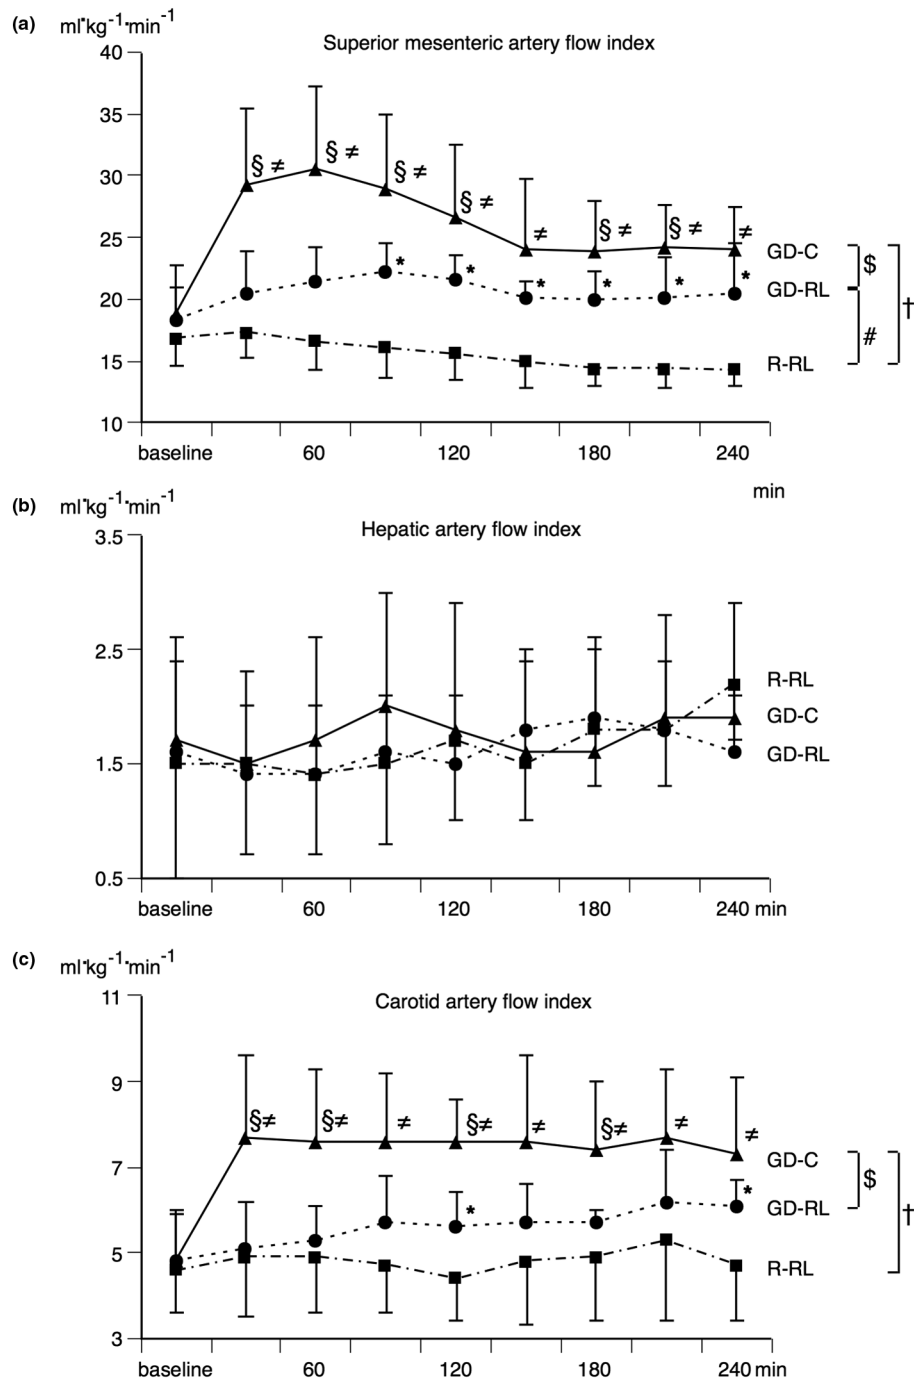 (a)
ml·kg⁻¹·min⁻¹
Superior mesenteric artery flow index
40
35
30
25
20
15
10
§ ≠
§ ≠
§ ≠
§ ≠
≠
§ ≠
§ ≠
≠
*
*
*
*
*
*
GD-C
GD-RL
R-RL
$
#
†
baseline 60 120 180 240
min
(b)
ml·kg⁻¹·min⁻¹
Hepatic artery flow index
3.5
2.5
1.5
0.5
R-RL
GD-C
GD-RL
baseline 60 120 180 240 min
(c)
ml·kg⁻¹·min⁻¹
Carotid artery flow index
11
9
7
5
3
§≠
§≠
≠
§≠
≠
§≠
≠
≠
*
*
GD-C
GD-RL
R-RL
$
†
baseline 60 120 180 240 min